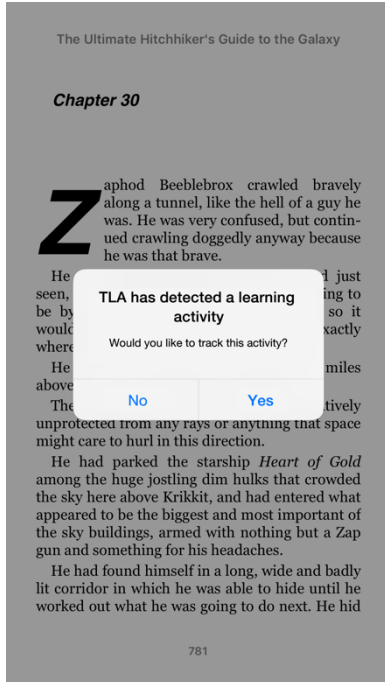 The Ultimate Hitchhiker's Guide to the Galaxy
Chapter 30
Zaphod Beeblebrox crawled bravely
along a tunnel, like the hell of a guy he
was. He was very confused, but contin-
ued crawling doggedly anyway because
he was that brave.
He just
seen, ing to
be by so it
would xactly
where
He miles
above
The tively
unprotected from any rays or anything that space
might care to hurl in this direction.
TLA has detected a learning
activity
Would you like to track this activity?
No Yes
He had parked the starship Heart of Gold
among the huge jostling dim hulks that crowded
the sky here above Krikkit, and had entered what
appeared to be the biggest and most important of
the sky buildings, armed with nothing but a Zap
gun and something for his headaches.
He had found himself in a long, wide and badly
lit corridor in which he was able to hide until he
worked out what he was going to do next. He hid
781